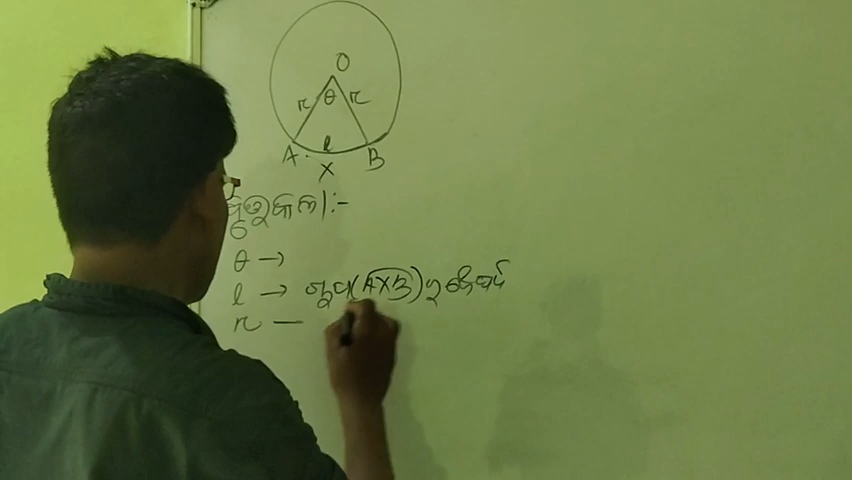 O
r θ r
A l B
X
θ →
l → ଚାପ (AXB) ର ଦୈର୍ଘ୍ୟ
r —